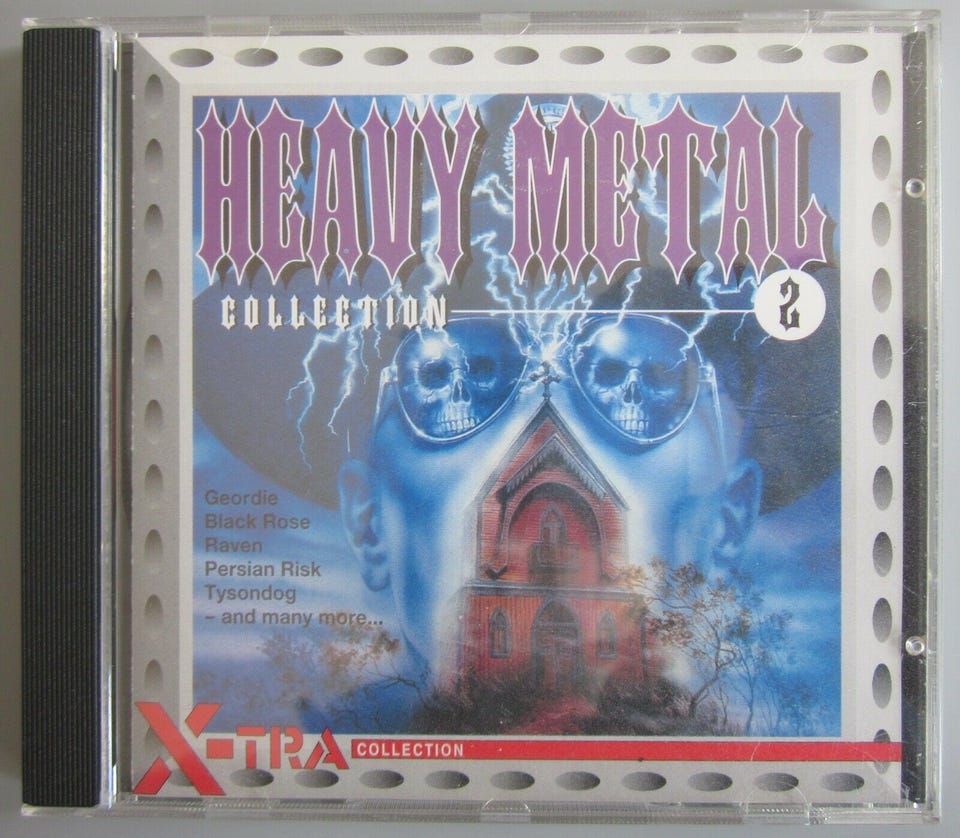 HEAVY METAL
COLLECTION 2
Geordie
Black Rose
Raven
Persian Risk
Tysondog
- and many more...
X-TRA COLLECTION